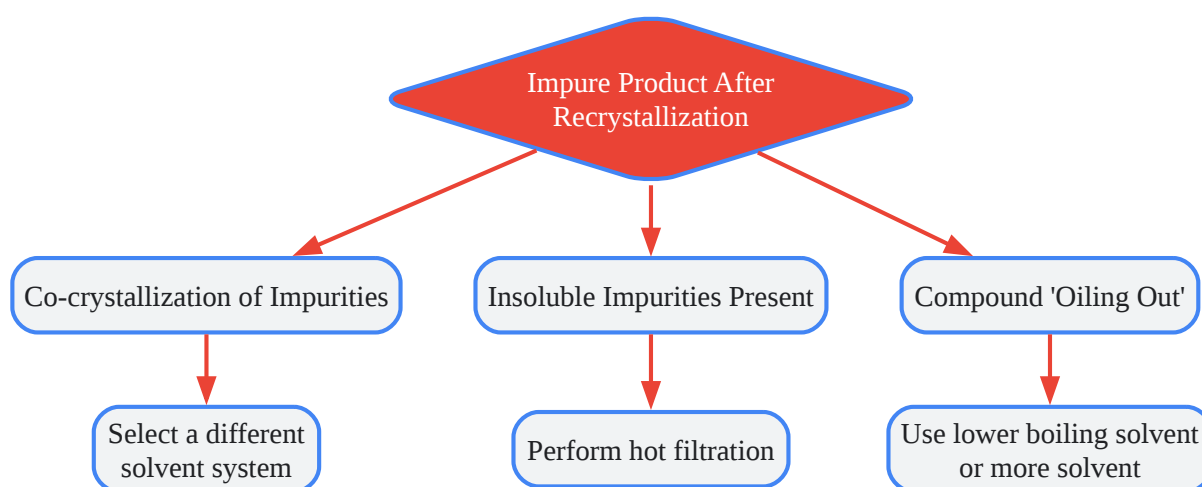 Impure Product After
Recrystallization
Co-crystallization of Impurities
Insoluble Impurities Present
Compound 'Oiling Out'
Select a different
solvent system
Perform hot filtration
Use lower boiling solvent
or more solvent